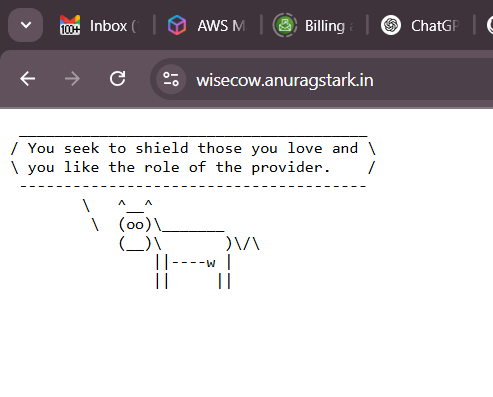 100+ Inbox (
AWS M
Billing
ChatGP
wisecow.anuragstark.in
 _______________________________________
/ You seek to shield those you love and \
\ you like the role of the provider.    /
 ---------------------------------------
        \   ^__^
         \  (oo)\_______
            (__)\       )\/\
                ||----w |
                ||     ||